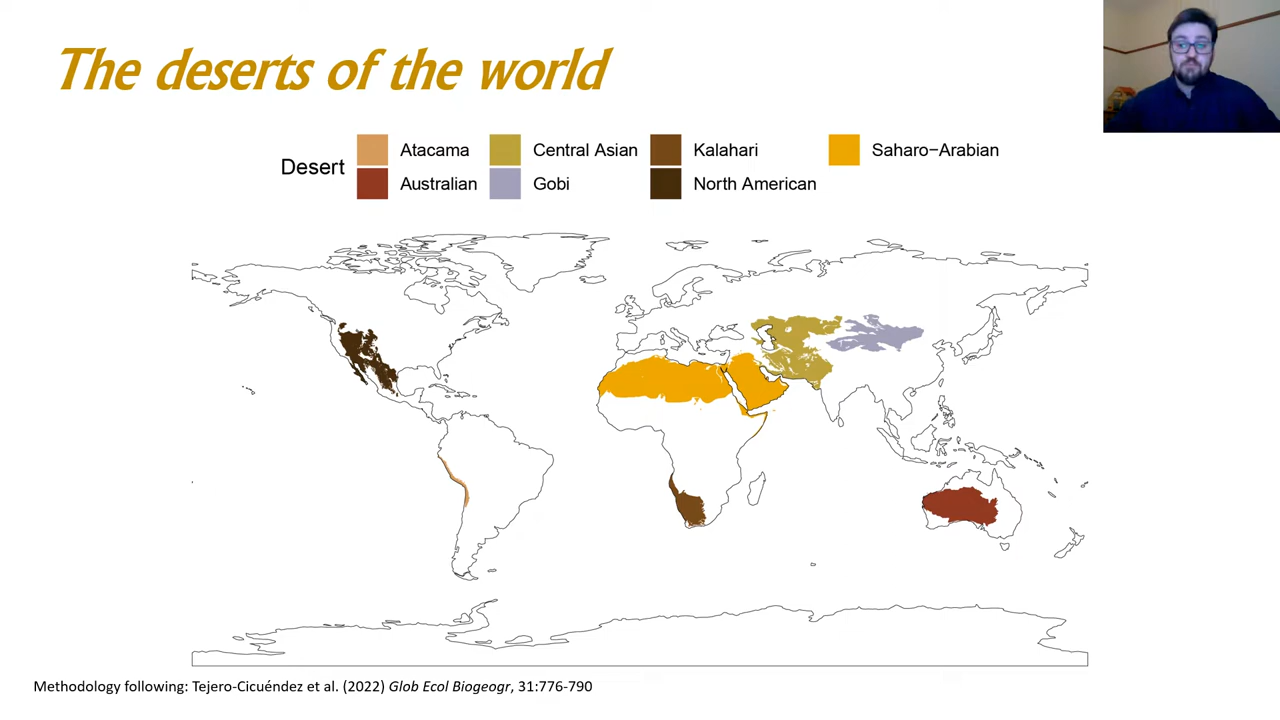 The deserts of the world
Desert
Atacama
Central Asian
Kalahari
Saharo−Arabian
Australian
Gobi
North American
Methodology following: Tejero-Cicuéndez et al. (2022) Glob Ecol Biogeogr, 31:776-790